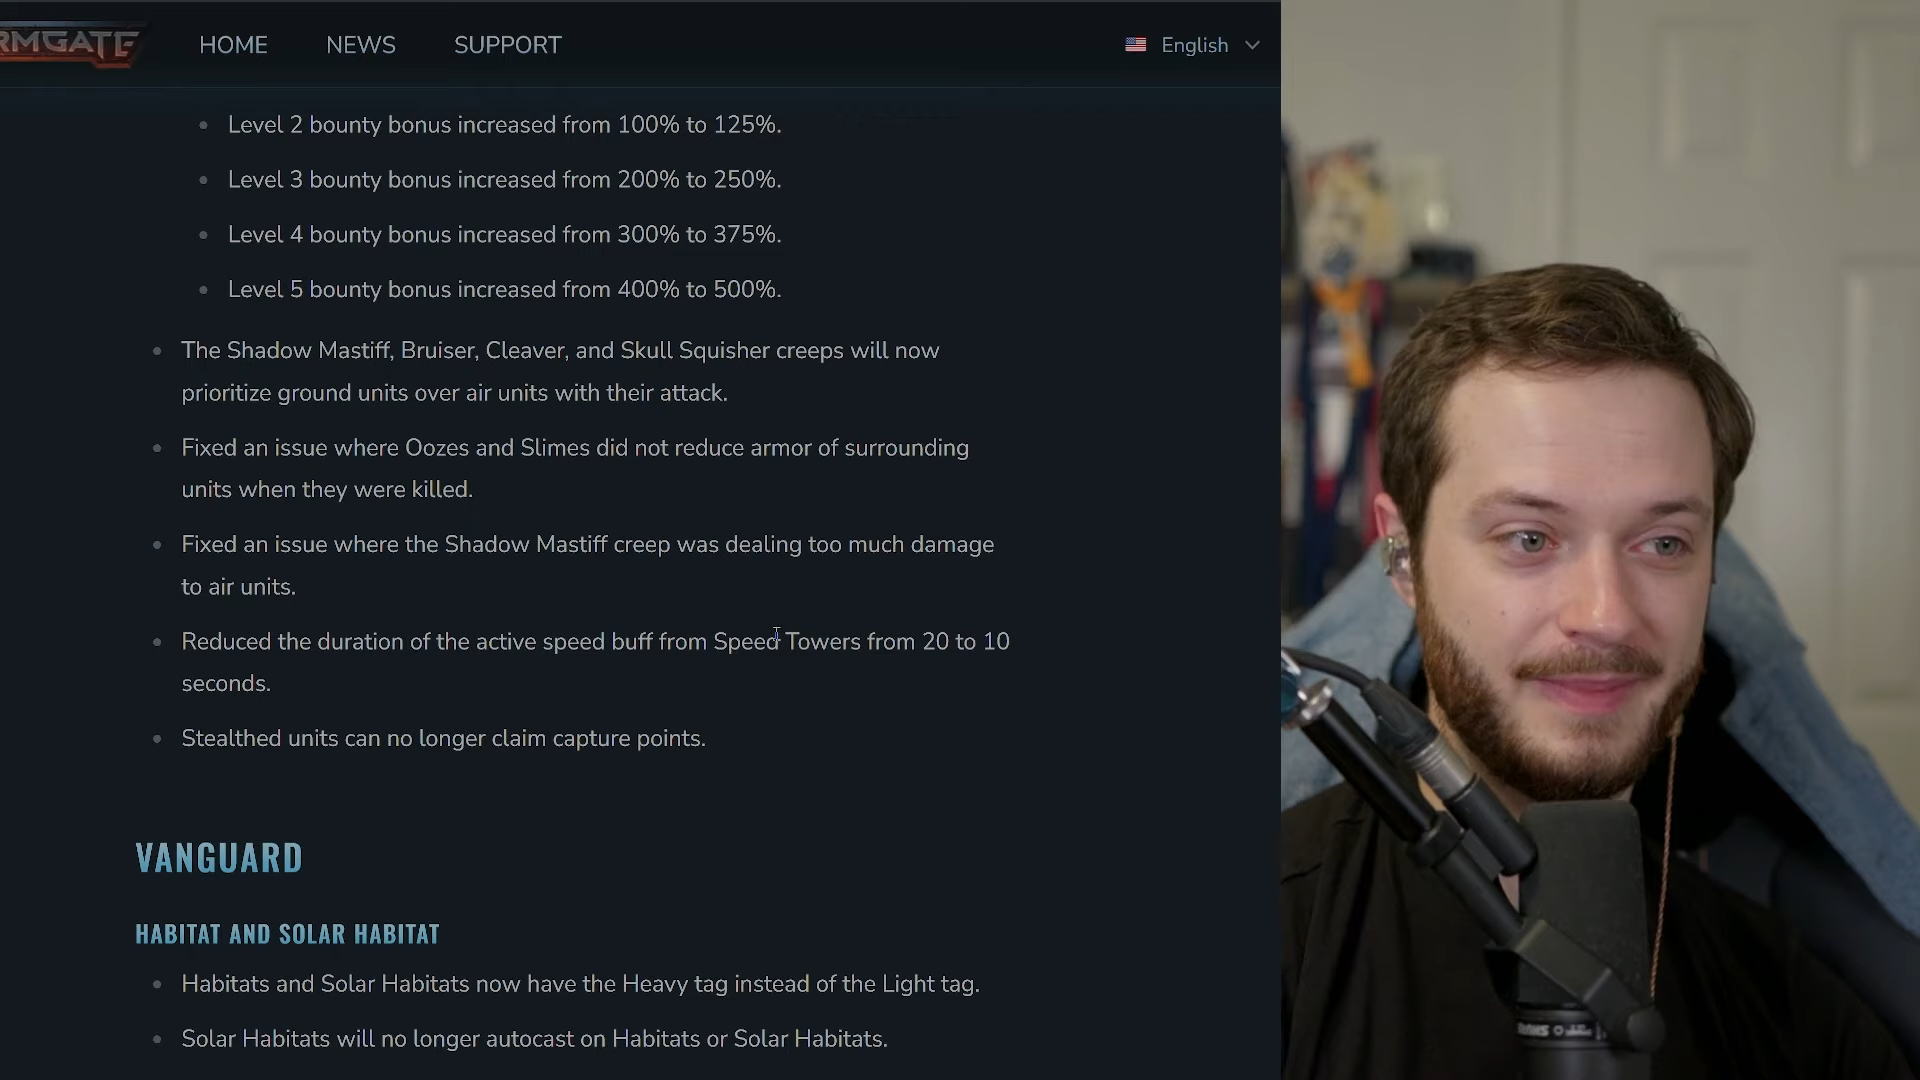 RMGATE
HOME
NEWS
SUPPORT
English
Level 2 bounty bonus increased from 100% to 125%.
Level 3 bounty bonus increased from 200% to 250%.
Level 4 bounty bonus increased from 300% to 375%.
Level 5 bounty bonus increased from 400% to 500%.
The Shadow Mastiff, Bruiser, Cleaver, and Skull Squisher creeps will now
prioritize ground units over air units with their attack.
Fixed an issue where Oozes and Slimes did not reduce armor of surrounding
units when they were killed.
Fixed an issue where the Shadow Mastiff creep was dealing too much damage
to air units.
Reduced the duration of the active speed buff from Speed Towers from 20 to 10
seconds.
Stealthed units can no longer claim capture points.
VANGUARD
HABITAT AND SOLAR HABITAT
Habitats and Solar Habitats now have the Heavy tag instead of the Light tag.
Solar Habitats will no longer autocast on Habitats or Solar Habitats.